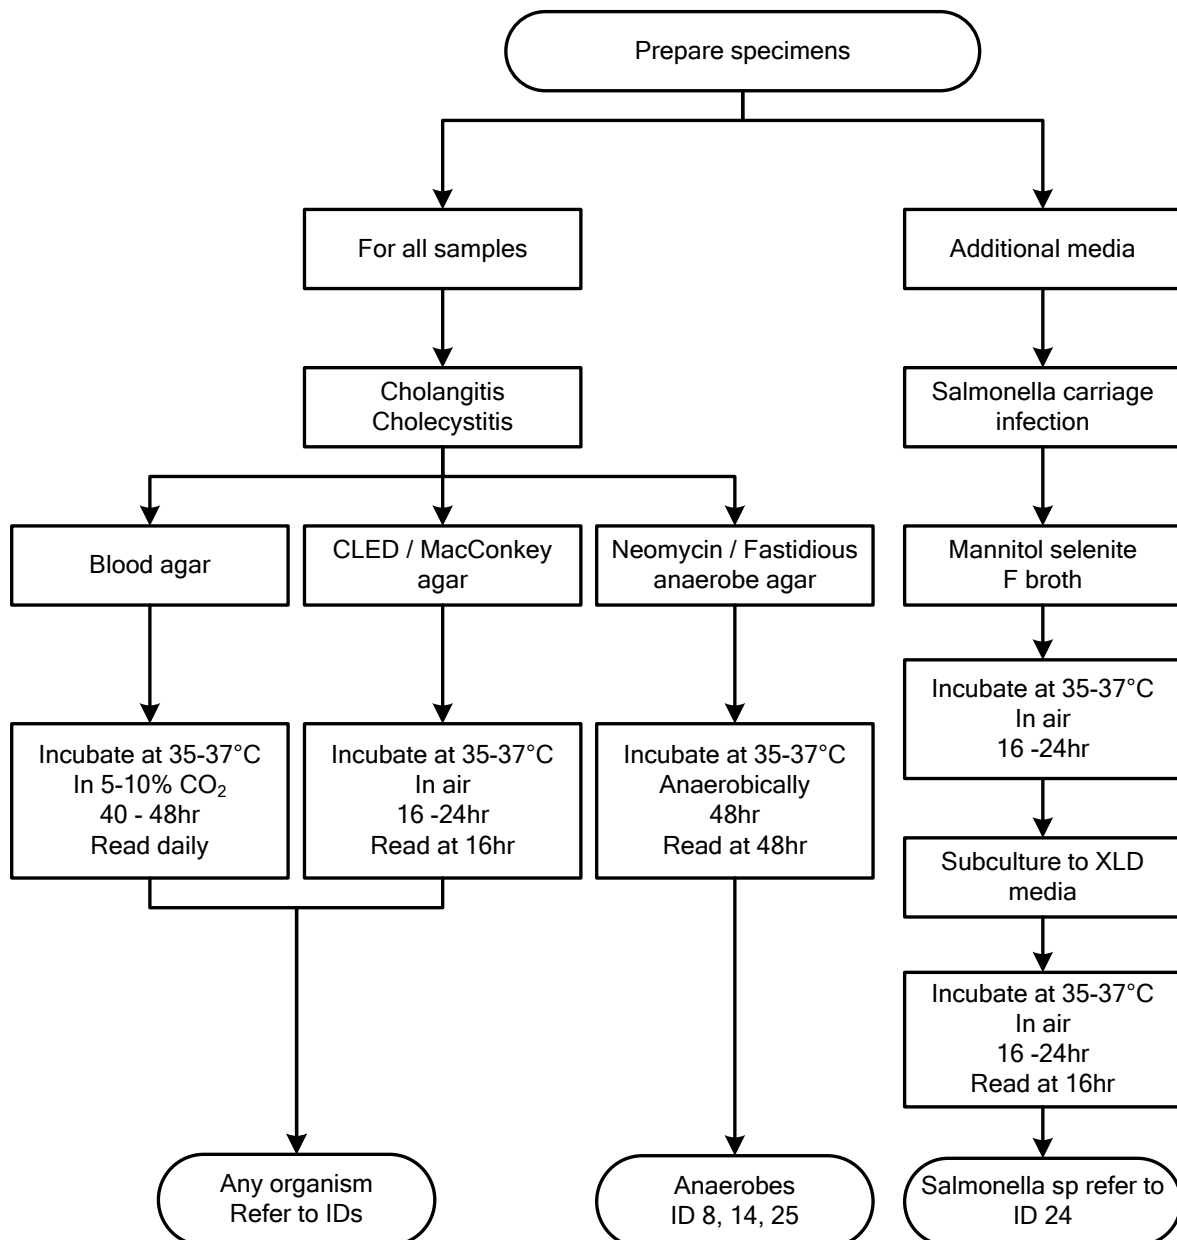 Prepare specimens
For all samples
Additional media
Cholangitis
Cholecystitis
Salmonella carriage
infection
Blood agar
CLED / MacConkey
agar
Neomycin / Fastidious
anaerobe agar
Mannitol selenite
F broth
Incubate at 35-37°C
In 5-10% CO₂
40 - 48hr
Read daily
Incubate at 35-37°C
In air
16 -24hr
Read at 16hr
Incubate at 35-37°C
Anaerobically
48hr
Read at 48hr
Incubate at 35-37°C
In air
16 -24hr
Subculture to XLD
media
Incubate at 35-37°C
In air
16 -24hr
Read at 16hr
Any organism
Refer to IDs
Anaerobes
ID 8, 14, 25
Salmonella sp refer to
ID 24